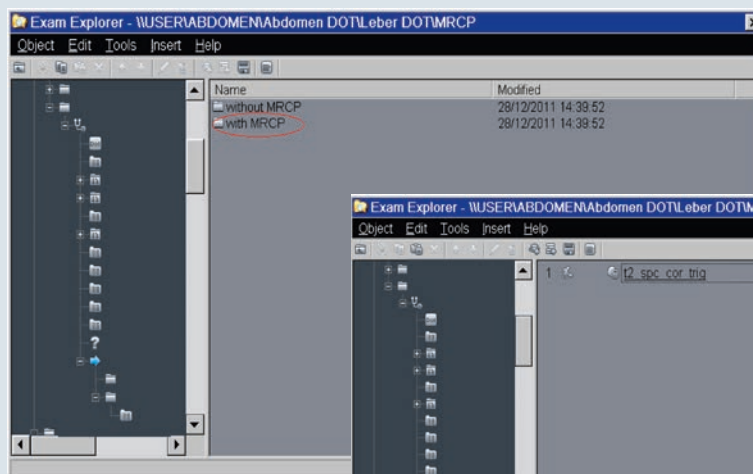 Exam Explorer - \\USER\ABDOMEN\Abdomen DOT\Leber DOT\MRCP
Object Edit Tools Insert Help
Name Modified
without MRCP 28/12/2011 14:39:52
with MRCP 28/12/2011 14:39:52
?
Exam Explorer - \\USER\ABDOMEN\Abdomen DOT\Leber DOT\M
Object Edit Tools Insert Help
1 t2_spc_cor_trig